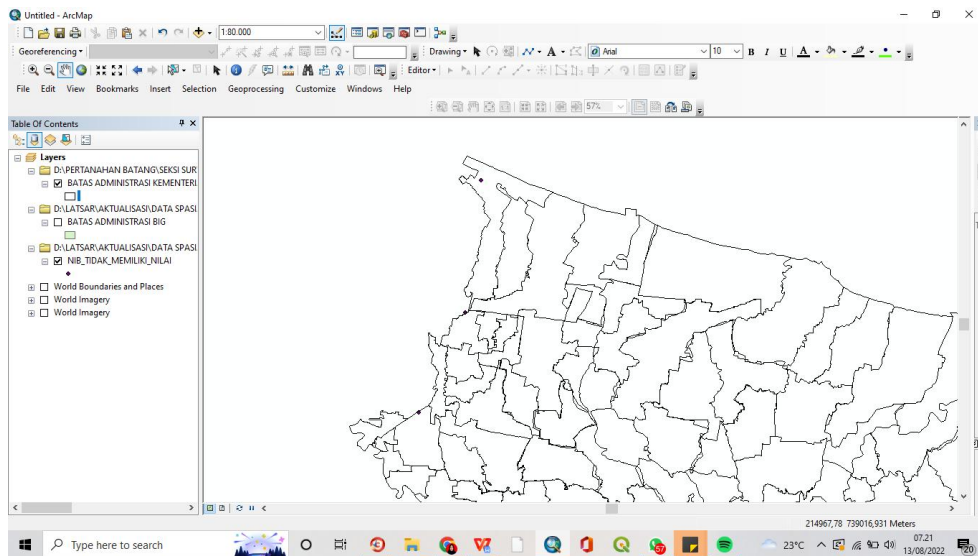 Untitled - ArcMap
1:80.000
Georeferencing
Drawing
A
Arial
10
B I U A
Editor
File Edit View Bookmarks Insert Selection Geoprocessing Customize Windows Help
57%
Table Of Contents
Layers
D:\PERTANAHAN BATANG\SEKSI SUR
BATAS ADMINISTRASI KEMENTERI
D:\LATSAR\AKTUALISASI\DATA SPASI
BATAS ADMINISTRASI BIG
D:\LATSAR\AKTUALISASI\DATA SPASI
NIB_TIDAK_MEMILIKI_NILAI
World Boundaries and Places
World Imagery
World Imagery
214967,78 739016,931 Meters
Type here to search
57
23°C
07.21
13/08/2022